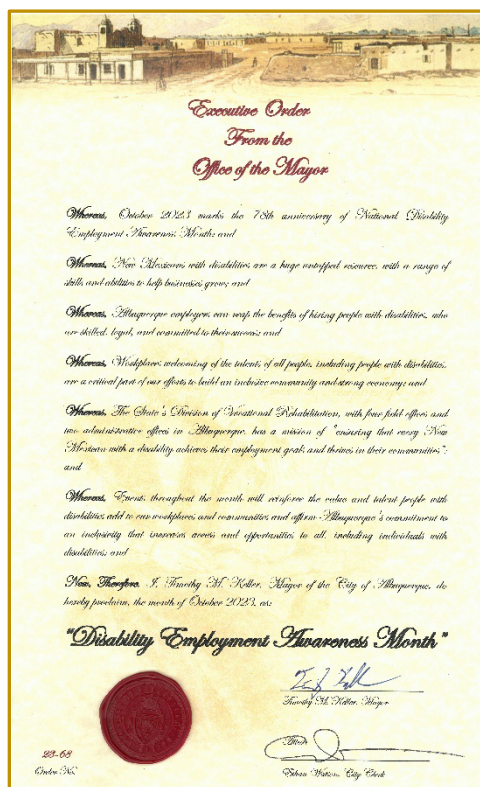 Executive Order
From the
Office of the Mayor
Whereas, October 2023 marks the 78th anniversary of National Disability
Employment Awareness Month; and
Whereas, New Mexicans with disabilities are a huge untapped resource, with a range of
skills and abilities to help businesses grow; and
Whereas, Albuquerque employers can reap the benefits of hiring people with disabilities, who
are skilled, loyal, and committed to their success; and
Whereas, Workplaces welcoming of the talents of all people, including people with disabilities,
are a critical part of our efforts to build an inclusive community and strong economy; and
Whereas, The State's Division of Vocational Rehabilitation, with four field offices and
two administrative offices in Albuquerque, has a mission of "ensuring that every New
Mexican with a disability achieves their employment goals and thrives in their communities";
and
Whereas, Events throughout the month will reinforce the value and talent people with
disabilities add to our workplaces and communities and affirm Albuquerque's commitment to
an inclusivity that increases access and opportunities to all, including individuals with
disabilities; and
Now, Therefore, I, Timothy M. Keller, Mayor of the City of Albuquerque, do
hereby proclaim, the month of October 2023, as:
"Disability Employment Awareness Month"
Timothy M. Keller, Mayor
Attest:
23-68
Order No.
Ethan Watson, City Clerk